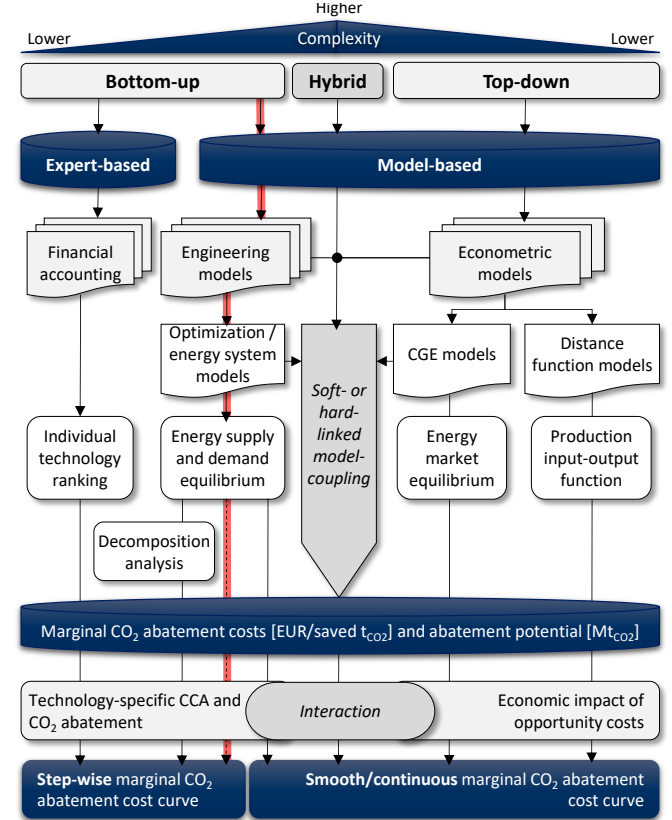 Higher
Lower
Complexity
Lower
Bottom-up
Hybrid
Top-down
Expert-based
Model-based
Financial
accounting
Engineering
models
Econometric
models
Optimization /
energy system
models
Soft- or
hard-
linked
model-
coupling
CGE models
Distance
function models
Individual
technology
ranking
Energy supply
and demand
equilibrium
Energy
market
equilibrium
Production
input-output
function
Decomposition
analysis
Marginal CO₂ abatement costs [EUR/saved t_CO2] and abatement potential [Mt_CO2]
Technology-specific CCA and
CO₂ abatement
Interaction
Economic impact of
opportunity costs
Step-wise marginal CO₂
abatement cost curve
Smooth/continuous marginal CO₂ abatement
cost curve